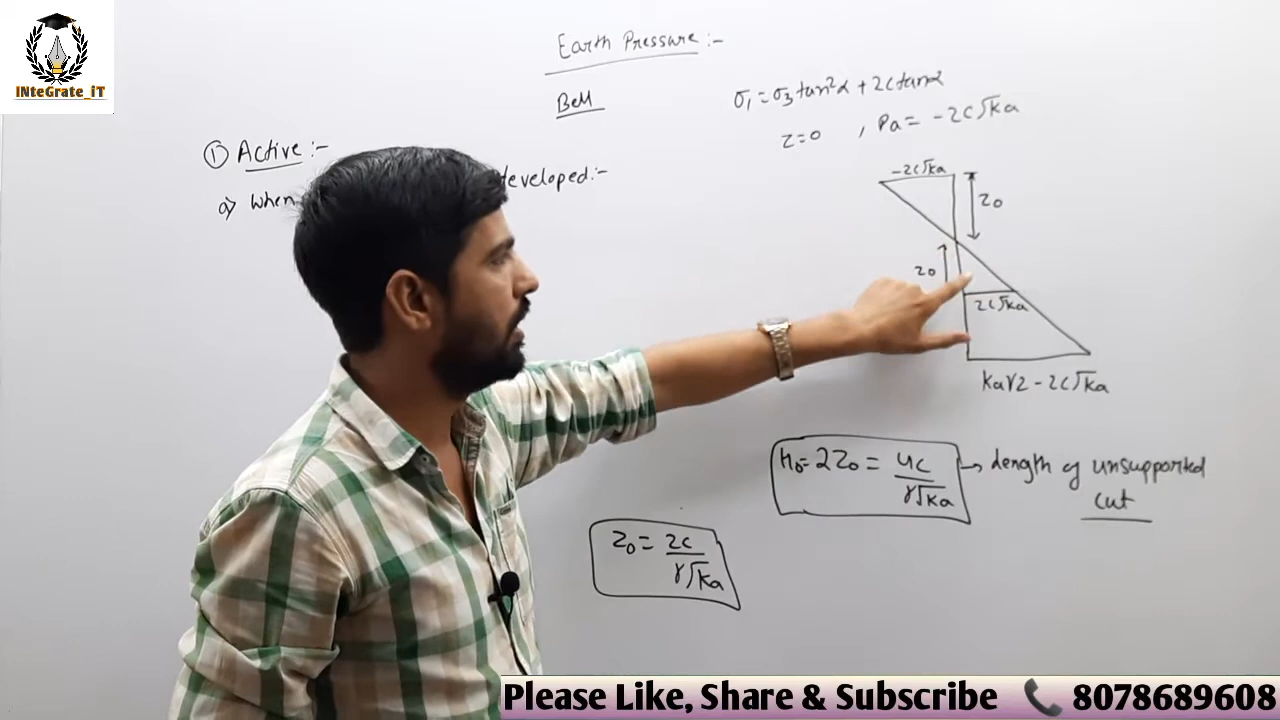 INteGrate_iT
Earth Pressure :-
Bell
σ₁ = σ₃ tan²α + 2c tanα
z=0 , Pa = -2c√ka
① Active :-
a) When
developed:-
-2c√ka
z₀
z₀
2c√ka
kaγz - 2c√ka
H₀ = 2z₀ = 4c/γ√ka → length of unsupported
cut
z₀ = 2c/γ√ka
Please Like, Share & Subscribe 8078689608